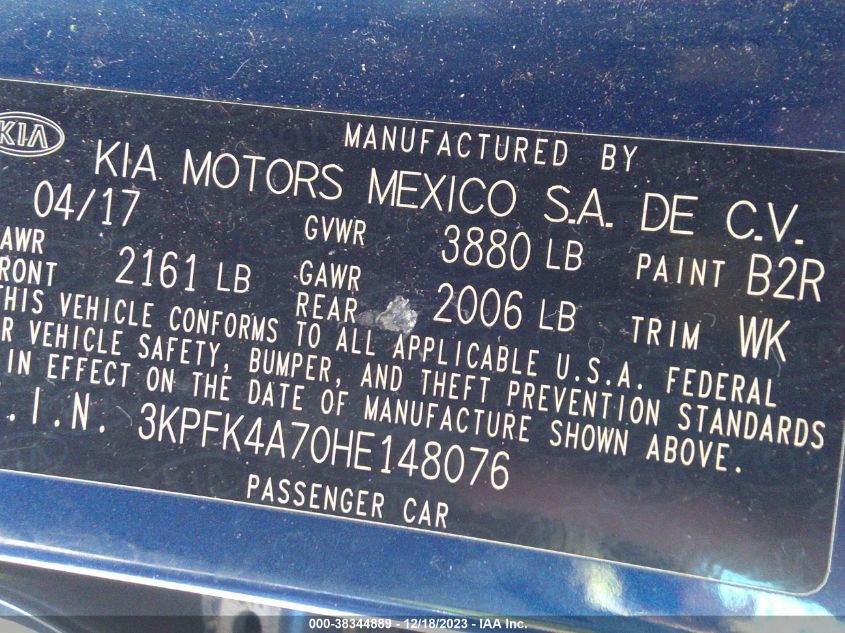 KIA
MANUFACTURED BY
KIA MOTORS MEXICO S.A. DE C.V.
04/17 GVWR 3880 LB PAINT B2R
AWR
RONT 2161 LB GAWR
REAR 2006 LB TRIM WK
THIS VEHICLE CONFORMS TO ALL APPLICABLE U.S.A. FEDERAL
R VEHICLE SAFETY, BUMPER, AND THEFT PREVENTION STANDARDS
IN EFFECT ON THE DATE OF MANUFACTURE SHOWN ABOVE.
.I.N. 3KPFK4A70HE148076
PASSENGER CAR
000-38344889 - 12/18/2023 - IAA Inc.